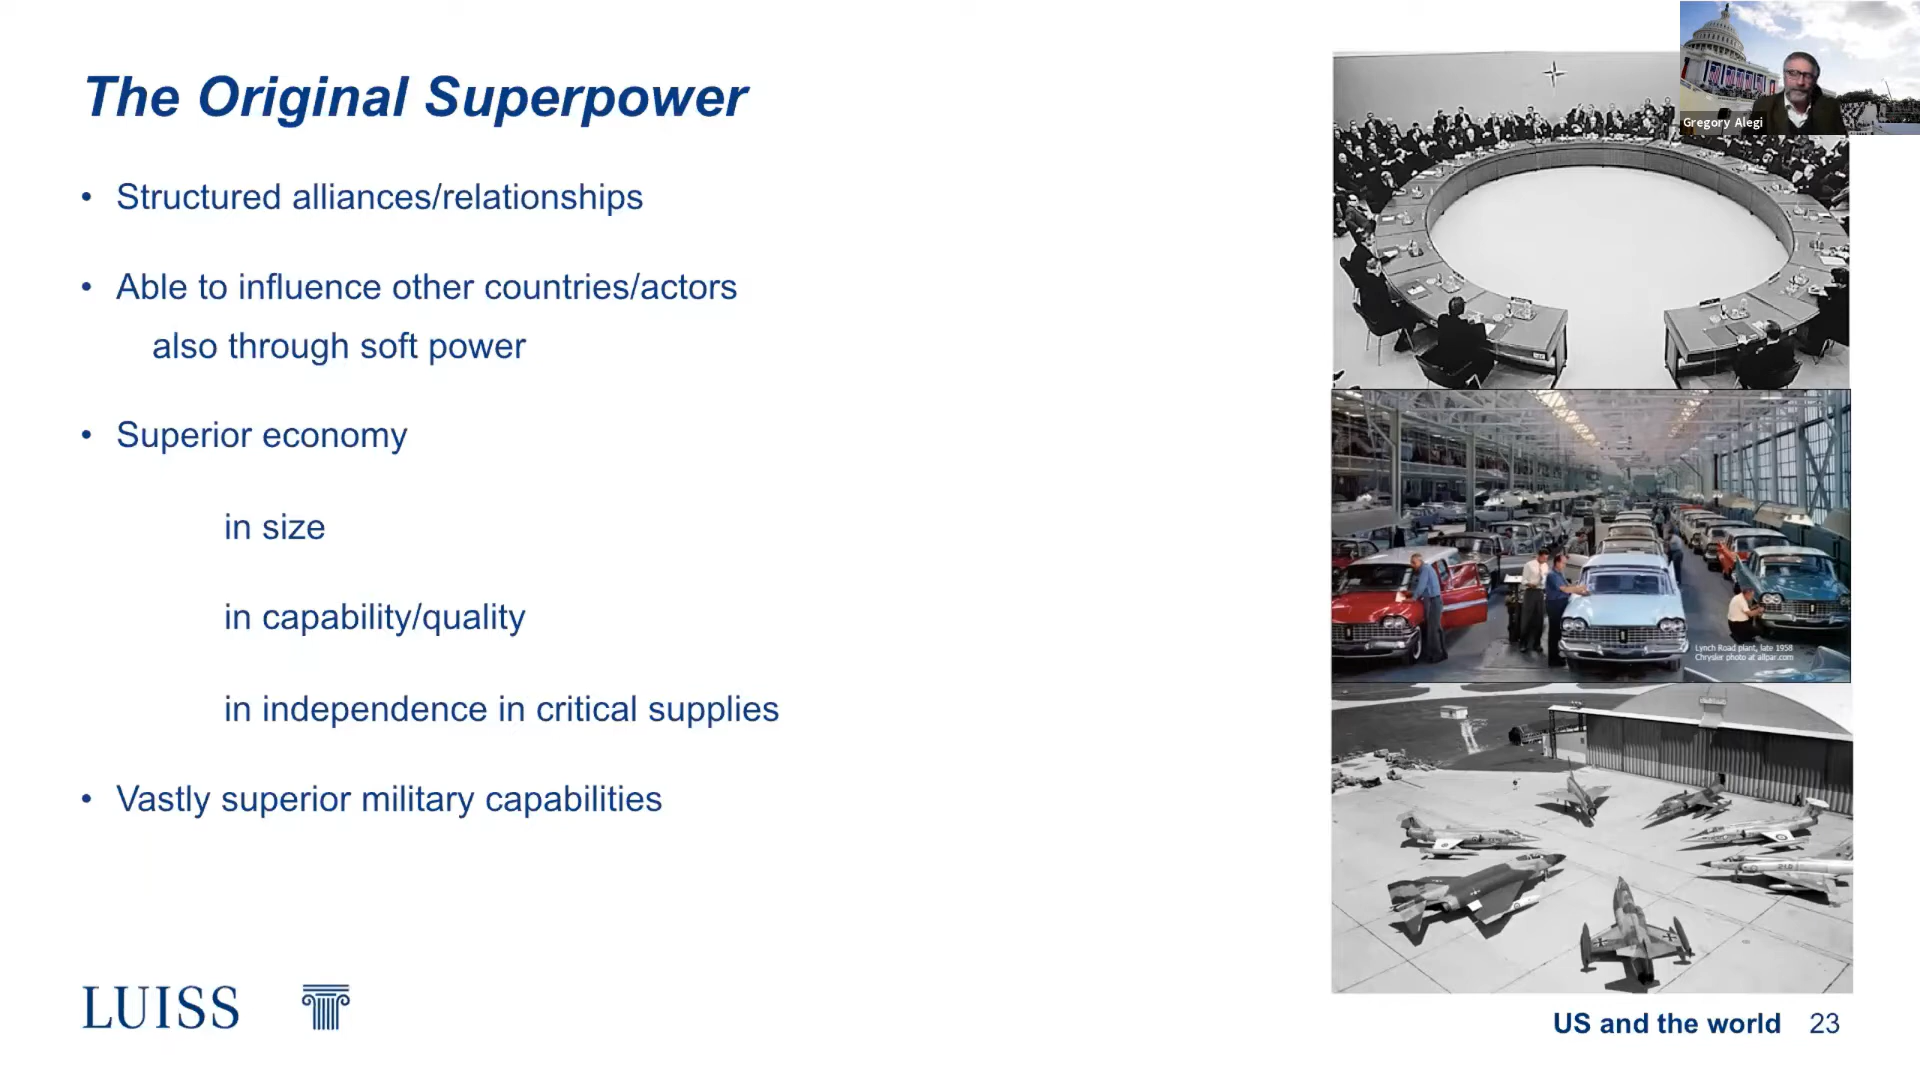 The Original Superpower
• Structured alliances/relationships
• Able to influence other countries/actors
also through soft power
• Superior economy
in size
in capability/quality
in independence in critical supplies
• Vastly superior military capabilities
LUISS
Gregory Alegi
Lynch Road plant, late 1958
Chrysler photo at allpar.com
US and the world 23